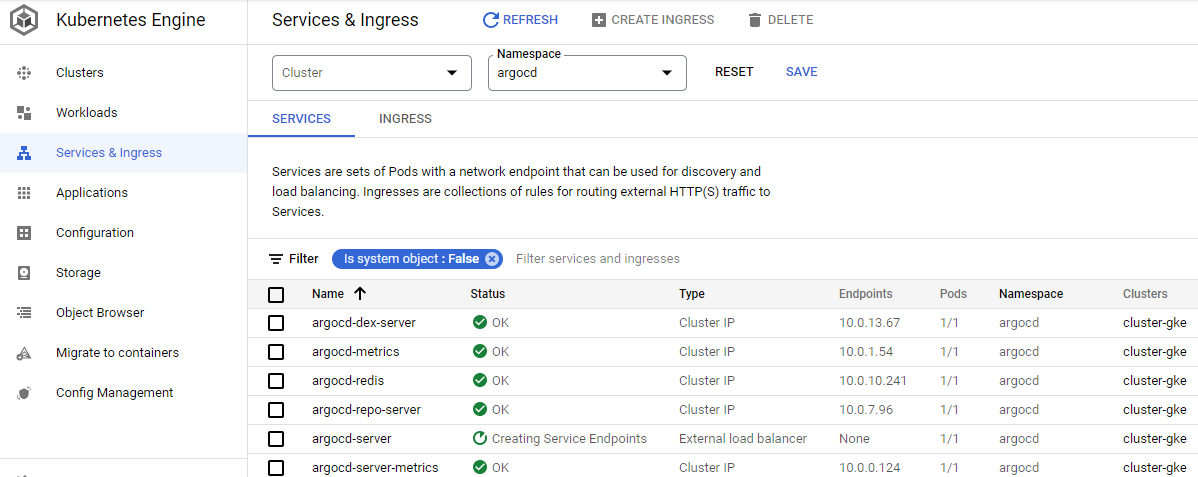 Kubernetes Engine
Services & Ingress
REFRESH
CREATE INGRESS
DELETE
Clusters
Workloads
Services & Ingress
Applications
Configuration
Storage
Object Browser
Migrate to containers
Config Management
Cluster
Namespace
argocd
RESET
SAVE
SERVICES
INGRESS
Services are sets of Pods with a network endpoint that can be used for discovery and
load balancing. Ingresses are collections of rules for routing external HTTP(S) traffic to
Services.
Filter
Is system object : False
Filter services and ingresses
Name Status Type Endpoints Pods Namespace Clusters
argocd-dex-server OK Cluster IP 10.0.13.67 1/1 argocd cluster-gke
argocd-metrics OK Cluster IP 10.0.1.54 1/1 argocd cluster-gke
argocd-redis OK Cluster IP 10.0.10.241 1/1 argocd cluster-gke
argocd-repo-server OK Cluster IP 10.0.7.96 1/1 argocd cluster-gke
argocd-server Creating Service Endpoints External load balancer None 1/1 argocd cluster-gke
argocd-server-metrics OK Cluster IP 10.0.0.124 1/1 argocd cluster-gke